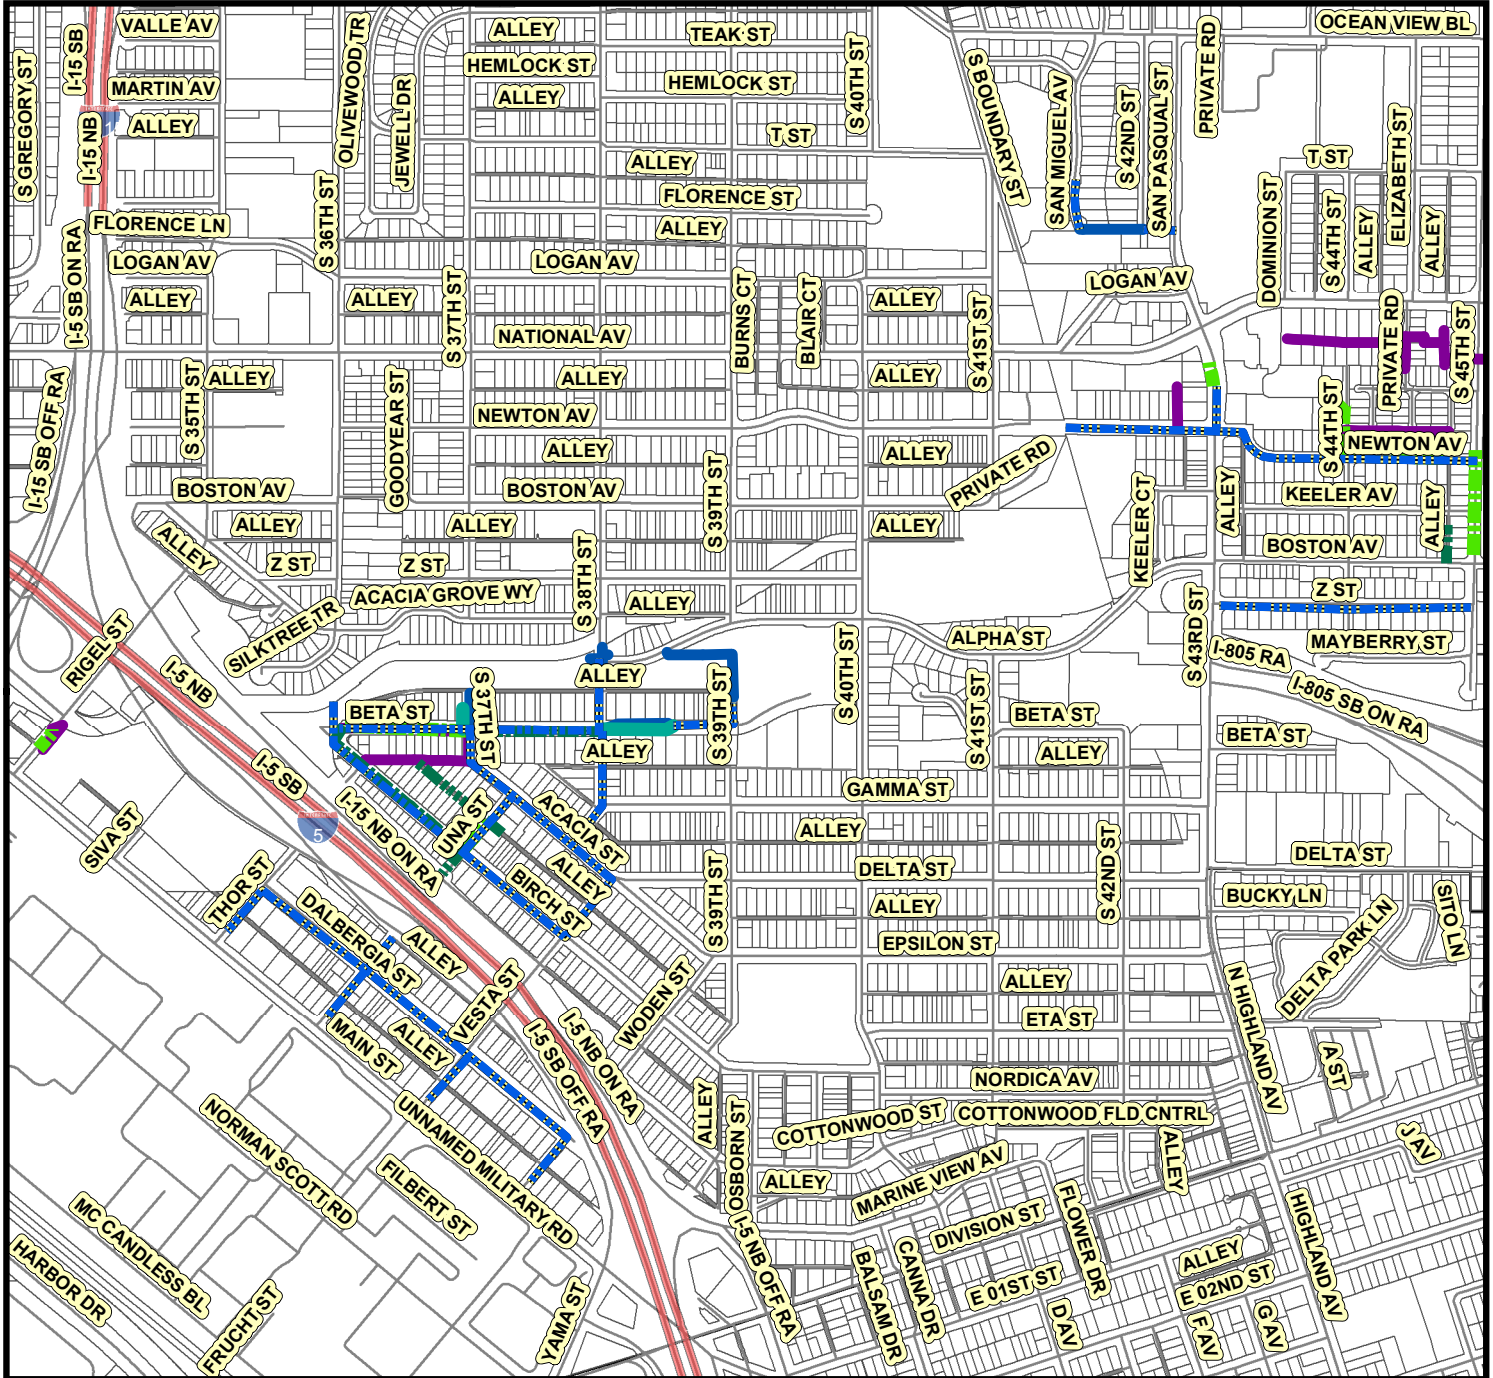 VALLE AV
I-15 SB
S GREGORY ST
MARTIN AV
I-15 NB
ALLEY
OLIVEWOOD TR
JEWELL DR
ALLEY
TEAK ST
HEMLOCK ST
HEMLOCK ST
ALLEY
S 40TH ST
T ST
ALLEY
FLORENCE ST
ALLEY
S BOUNDARY ST
SAN MIGUEL AV
S 42ND ST
SAN PASQUAL ST
PRIVATE RD
OCEAN VIEW BL
T ST
ELIZABETH ST
DOMINION ST
S 44TH ST
ALLEY
ALLEY
S 36TH ST
FLORENCE LN
I-5 SB ON RA
LOGAN AV
LOGAN AV
LOGAN AV
ALLEY
ALLEY
S 37TH ST
NATIONAL AV
BURNS CT
BLAIR CT
ALLEY
S 41ST ST
PRIVATE RD
S 45TH ST
I-15 SB OFF RA
S 35TH ST
ALLEY
GOODYEAR ST
ALLEY
NEWTON AV
ALLEY
ALLEY
S 39TH ST
ALLEY
PRIVATE RD
S 44TH ST
NEWTON AV
BOSTON AV
BOSTON AV
KEELER AV
ALLEY
ALLEY
KEELER CT
ALLEY
ALLEY
ALLEY
ALLEY
BOSTON AV
Z ST
Z ST
S 38TH ST
Z ST
ACACIA GROVE WY
ALLEY
SILKTREE TR
RIGEL ST
I-5 NB
ALPHA ST
S 43RD ST
MAYBERRY ST
I-805 RA
I-805 SB ON RA
ALLEY
S 40TH ST
S 37TH ST
S 39TH ST
S 41ST ST
BETA ST
BETA ST
BETA ST
ALLEY
ALLEY
I-5 SB
GAMMA ST
I-15 NB ON RA
5
UNA ST
ACACIA ST
SIVA ST
ALLEY
S 42ND ST
DELTA ST
DELTA ST
THOR ST
BIRCH ST
ALLEY
S 39TH ST
ALLEY
BUCKY LN
SITO LN
DALBERGIA ST
ALLEY
EPSILON ST
DELTA PARK LN
VESTA ST
WODEN ST
ALLEY
N HIGHLAND AV
ETA ST
MAIN ST
ALLEY
I-5 SB OFF RA
I-5 NB ON RA
NORDICA AV
A ST
ALLEY
OSBORN ST
COTTONWOOD ST
COTTONWOOD FLD CNTRL
NORMAN SCOTT RD
UNNAMED MILITARY RD
FILBERT ST
ALLEY
J AV
ALLEY
MARINE VIEW AV
MC CANDLESS BL
HARBOR DR
FRUCHT ST
YAMA ST
I-5 NB OFF RA
DIVISION ST
FLOWER DR
HIGHLAND AV
BALSAM DR
CANNA DR
E 01ST ST
ALLEY
E 02ND ST
D AV
F AV
G AV